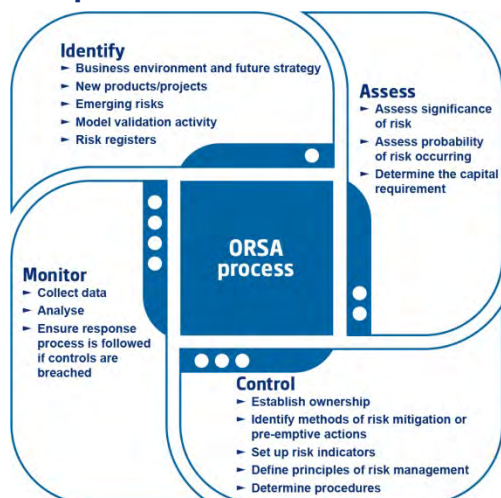 Identify
► Business environment and future strategy
► New products/projects
► Emerging risks
► Model validation activity
► Risk registers
Assess
► Assess significance
of risk
► Assess probability
of risk occurring
► Determine the capital
requirement
ORSA
process
Monitor
► Collect data
► Analyse
► Ensure response
process is followed
if controls are
breached
Control
► Establish ownership
► Identify methods of risk mitigation or
pre-emptive actions
► Set up risk indicators
► Define principles of risk management
► Determine procedures